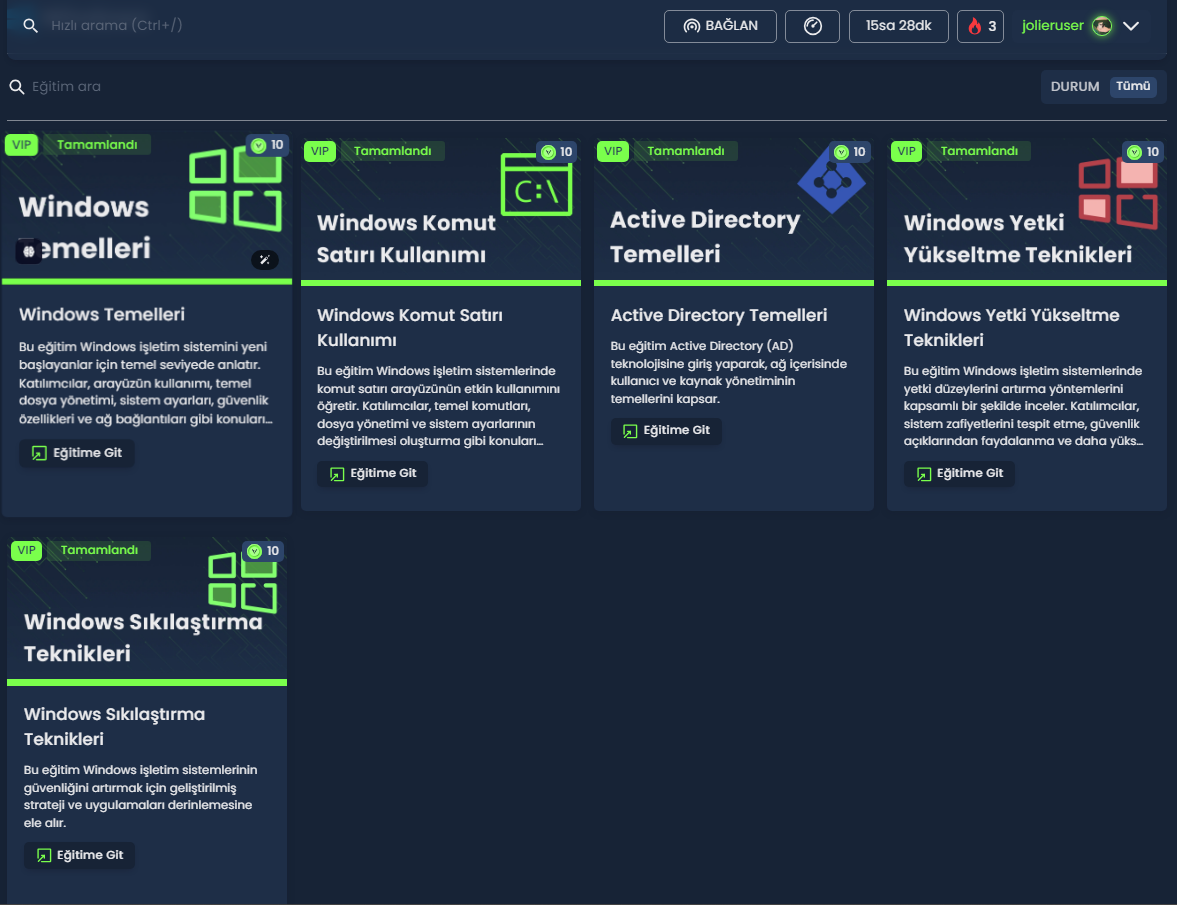 Hızlı arama (Ctrl+/)
BAĞLAN
15sa 28dk
3
jolieruser
Eğitim ara
DURUM Tümü
VIP Tamamlandı 10
Windows
emelleri
Windows Temelleri
Bu eğitim Windows işletim sistemini yeni
başlayanlar için temel seviyede anlatır.
Katılımcılar, arayüzün kullanımı, temel
dosya yönetimi, sistem ayarları, güvenlik
özellikleri ve ağ bağlantıları gibi konuları...
Eğitime Git
VIP Tamamlandı 10
C:\
Windows Komut
Satırı Kullanımı
Windows Komut Satırı
Kullanımı
Bu eğitim Windows işletim sistemlerinde
komut satırı arayüzünün etkin kullanımını
öğretir. Katılımcılar, temel komutları,
dosya yönetimi ve sistem ayarlarının
değiştirilmesi oluşturma gibi konuları...
Eğitime Git
VIP Tamamlandı 10
Active Directory
Temelleri
Active Directory Temelleri
Bu eğitim Active Directory (AD)
teknolojisine giriş yaparak, ağ içerisinde
kullanıcı ve kaynak yönetiminin
temellerini kapsar.
Eğitime Git
VIP Tamamlandı 10
Windows Yetki
Yükseltme Teknikleri
Windows Yetki Yükseltme
Teknikleri
Bu eğitim Windows işletim sistemlerinde
yetki düzeylerini artırma yöntemlerini
kapsamlı bir şekilde inceler. Katılımcılar,
sistem zafiyetlerini tespit etme, güvenlik
açıklarından faydalanma ve daha yüks...
Eğitime Git
VIP Tamamlandı 10
Windows Sıkılaştırma
Teknikleri
Windows Sıkılaştırma
Teknikleri
Bu eğitim Windows işletim sistemlerinin
güvenliğini artırmak için geliştirilmiş
strateji ve uygulamaları derinlemesine
ele alır.
Eğitime Git